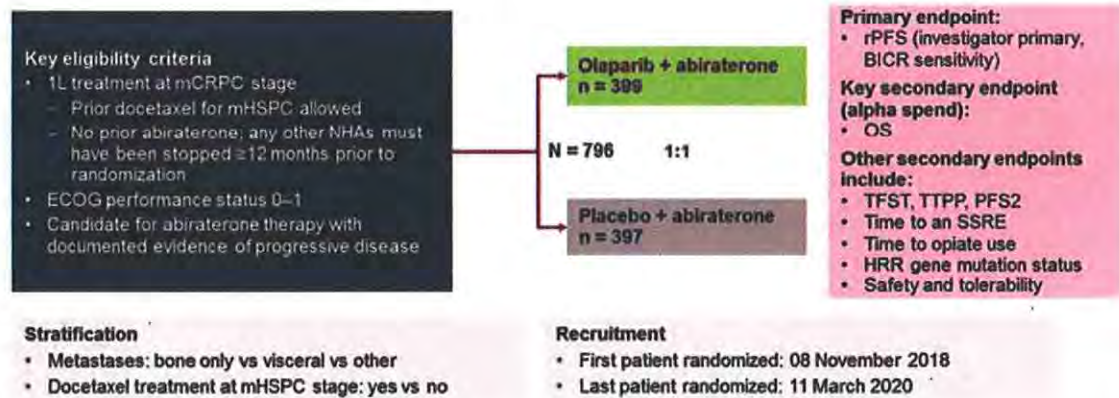 Key eligibility criteria
• 1L treatment at mCRPC stage
– Prior docetaxel for mHSPC allowed
– No prior abiraterone; any other NHAs must
have been stopped ≥12 months prior to
randomization
• ECOG performance status 0–1
• Candidate for abiraterone therapy with
documented evidence of progressive disease
Olaparib + abiraterone
n = 399
N = 796 1:1
Placebo + abiraterone
n = 397
Primary endpoint:
• rPFS (investigator primary,
BICR sensitivity)
Key secondary endpoint
(alpha spend):
• OS
Other secondary endpoints
include:
• TFST, TTPP, PFS2
• Time to an SSRE
• Time to opiate use
• HRR gene mutation status
• Safety and tolerability
Stratification
• Metastases: bone only vs visceral vs other
• Docetaxel treatment at mHSPC stage: yes vs no
Recruitment
• First patient randomized: 08 November 2018
• Last patient randomized: 11 March 2020